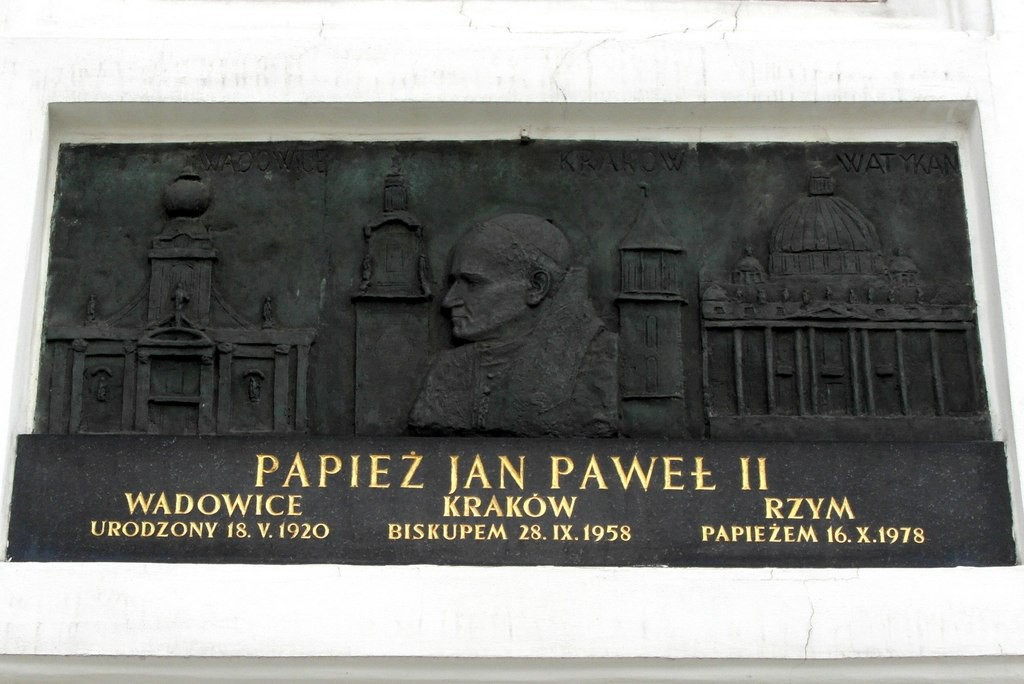 WADOWICE KRAKÓW WATYKAN
PAPIEŻ JAN PAWEŁ II
WADOWICE KRAKÓW RZYM
URODZONY 18. V. 1920 BISKUPEM 28. IX. 1958 PAPIEŻEM 16. X. 1978